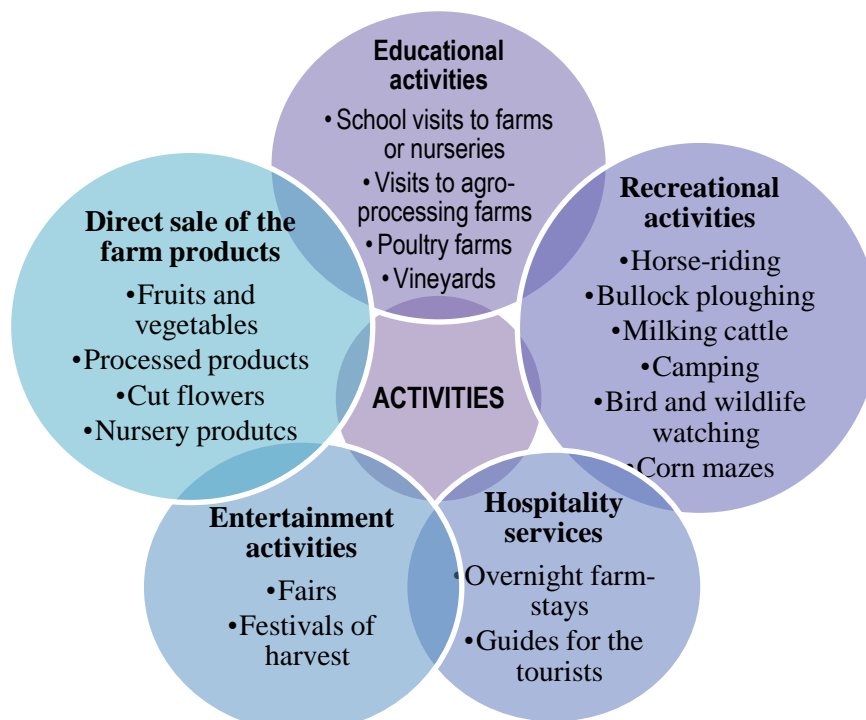 Educational
activities
• School visits to farms
or nurseries
• Visits to agro-
processing farms
• Poultry farms
• Vineyards
Direct sale of the
farm products
•Fruits and
vegetables
•Processed products
•Cut flowers
•Nursery produtcs
Recreational
activities
•Horse-riding
•Bullock ploughing
•Milking cattle
•Camping
•Bird and wildlife
watching
•Corn mazes
ACTIVITIES
Entertainment
activities
•Fairs
•Festivals of
harvest
Hospitality
services
•Overnight farm-
stays
•Guides for the
tourists